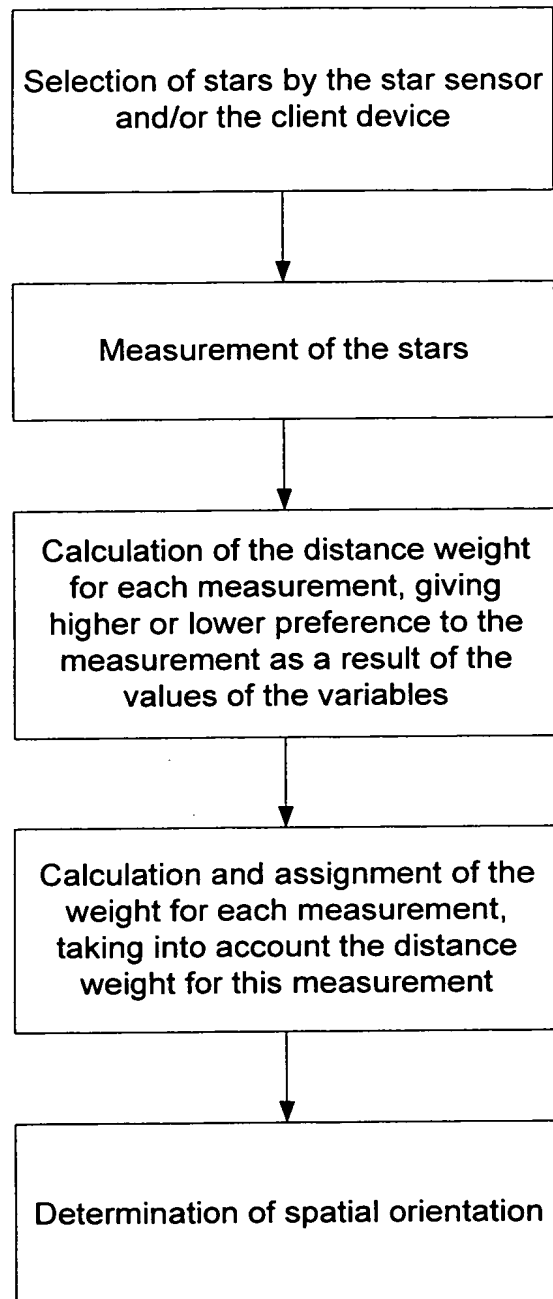 Selection of stars by the star sensor
and/or the client device
Measurement of the stars
Calculation of the distance weight
for each measurement, giving
higher or lower preference to the
measurement as a result of the
values of the variables
Calculation and assignment of the
weight for each measurement,
taking into account the distance
weight for this measurement
Determination of spatial orientation